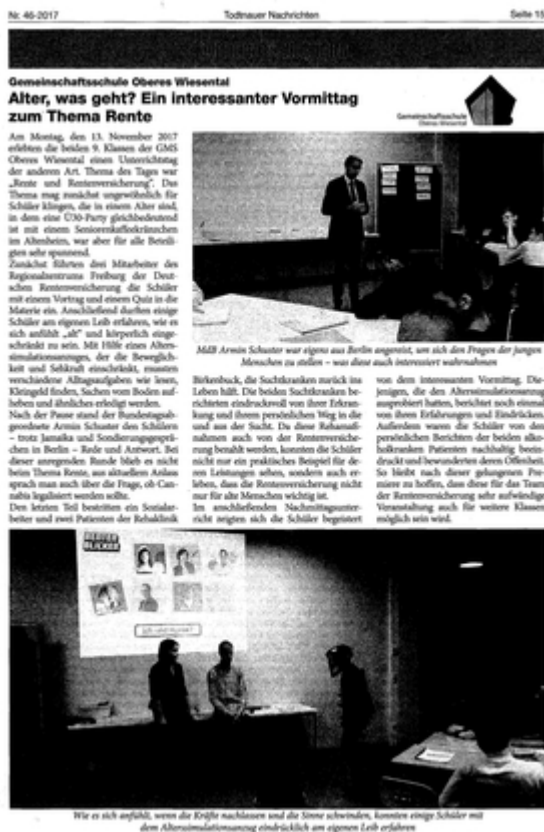 Nr. 46-2017
Todtnauer Nachrichten
Seite 15
Gemeinschaftsschule Oberes Wiesental
Alter, was geht? Ein interessanter Vormittag
zum Thema Rente
Gemeinschaftsschule
Oberes Wiesental
Am Montag, den 13. November 2017
erlebten die beiden 9. Klassen der GMS
Oberes Wiesental einen Unterrichtstag
der anderen Art. Thema des Tages war
„Rente und Rentenversicherung". Das
Thema mag zunächst ungewöhnlich für
Schüler klingen, die in einem Alter sind,
in dem eine Ü30-Party gleichbedeutend
ist mit einem Seniorenkaffeekränzchen
im Altenheim, war aber für alle Beteilig-
ten sehr spannend.
Zunächst führten drei Mitarbeiter des
Regionalzentrums Freiburg der Deut-
schen Rentenversicherung die Schüler
mit einem Vortrag und einem Quiz in die
Materie ein. Anschließend durften einige
Schüler am eigenen Leib erfahren, wie es
sich anfühlt „alt" und körperlich einge-
schränkt zu sein. Mit Hilfe eines Alters-
simulationsanzuges, der die Beweglich-
keit und Sehkraft einschränkt, mussten
verschiedene Alltagsaufgaben wie lesen,
Kleingeld finden, Sachen vom Boden auf-
heben und ähnliches erledigt werden.
Nach der Pause stand der Bundestagsab-
geordnete Armin Schuster den Schülern
– trotz Jamaika und Sondierungsgesprä-
chen in Berlin – Rede und Antwort. Bei
dieser anregenden Runde blieb es nicht
beim Thema Rente, aus aktuellem Anlass
sprach man auch über die Frage, ob Can-
nabis legalisiert werden sollte.
Den letzten Teil bestritten ein Sozialar-
beiter und zwei Patienten der Rehaklinik
MdB Armin Schuster war eigens aus Berlin angereist, um sich den Fragen der jungen
Menschen zu stellen – was diese auch interessiert wahrnahmen
Birkenbuck, die Suchtkranken zurück ins
Leben hilft. Die beiden Suchtkranken be-
richteten eindrucksvoll von ihrer Erkran-
kung und ihrem persönlichen Weg in die
und aus der Sucht. Da diese Rehamaß-
nahmen auch von der Rentenversiche-
rung bezahlt werden, konnten die Schüler
nicht nur ein praktisches Beispiel für de-
ren Leistungen sehen, sondern auch er-
leben, dass die Rentenversicherung nicht
nur für alte Menschen wichtig ist.
Im anschließenden Nachmittagsunter-
richt zeigten sich die Schüler begeistert
von dem interessanten Vormittag. Die-
jenigen, die den Alterssimulationsanzug
ausprobiert hatten, berichtet noch einmal
von ihren Erfahrungen und Eindrücken.
Außerdem waren die Schüler von den
persönlichen Berichten der beiden alko-
holkranken Patienten nachhaltig beein-
druckt und bewunderten deren Offenheit.
So bleibt nach dieser gelungenen Pre-
miere zu hoffen, dass diese für das Team
der Rentenversicherung sehr aufwändige
Veranstaltung auch für weitere Klassen
möglich sein wird.
RENTEN
BLICKER
Wie es sich anfühlt, wenn die Kräfte nachlassen und die Sinne schwinden, konnten einige Schüler mit
dem Alterssimulationsanzug eindrücklich am eigenen Leib erfahren